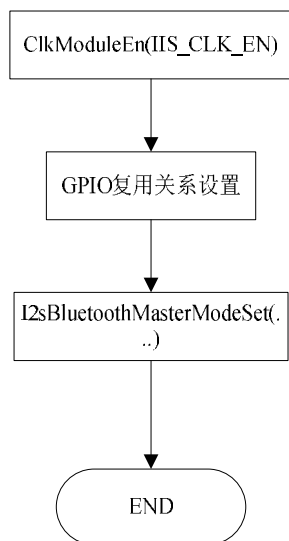 ClkModuleEn(IIS_CLK_EN)
GPIO复用关系设置
I2sBluetoothMasterModeSet(.
..)
END